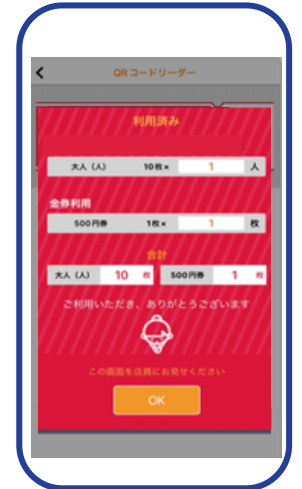 QRコードリーダー
利用済み
大人（人） 10枚× 1 人
金券利用
500円券 1枚× 1 枚
合計
大人（人） 10 枚 500円券 1 枚
ご利用いただき、ありがとうございます
この画面を店員にお見せください
OK